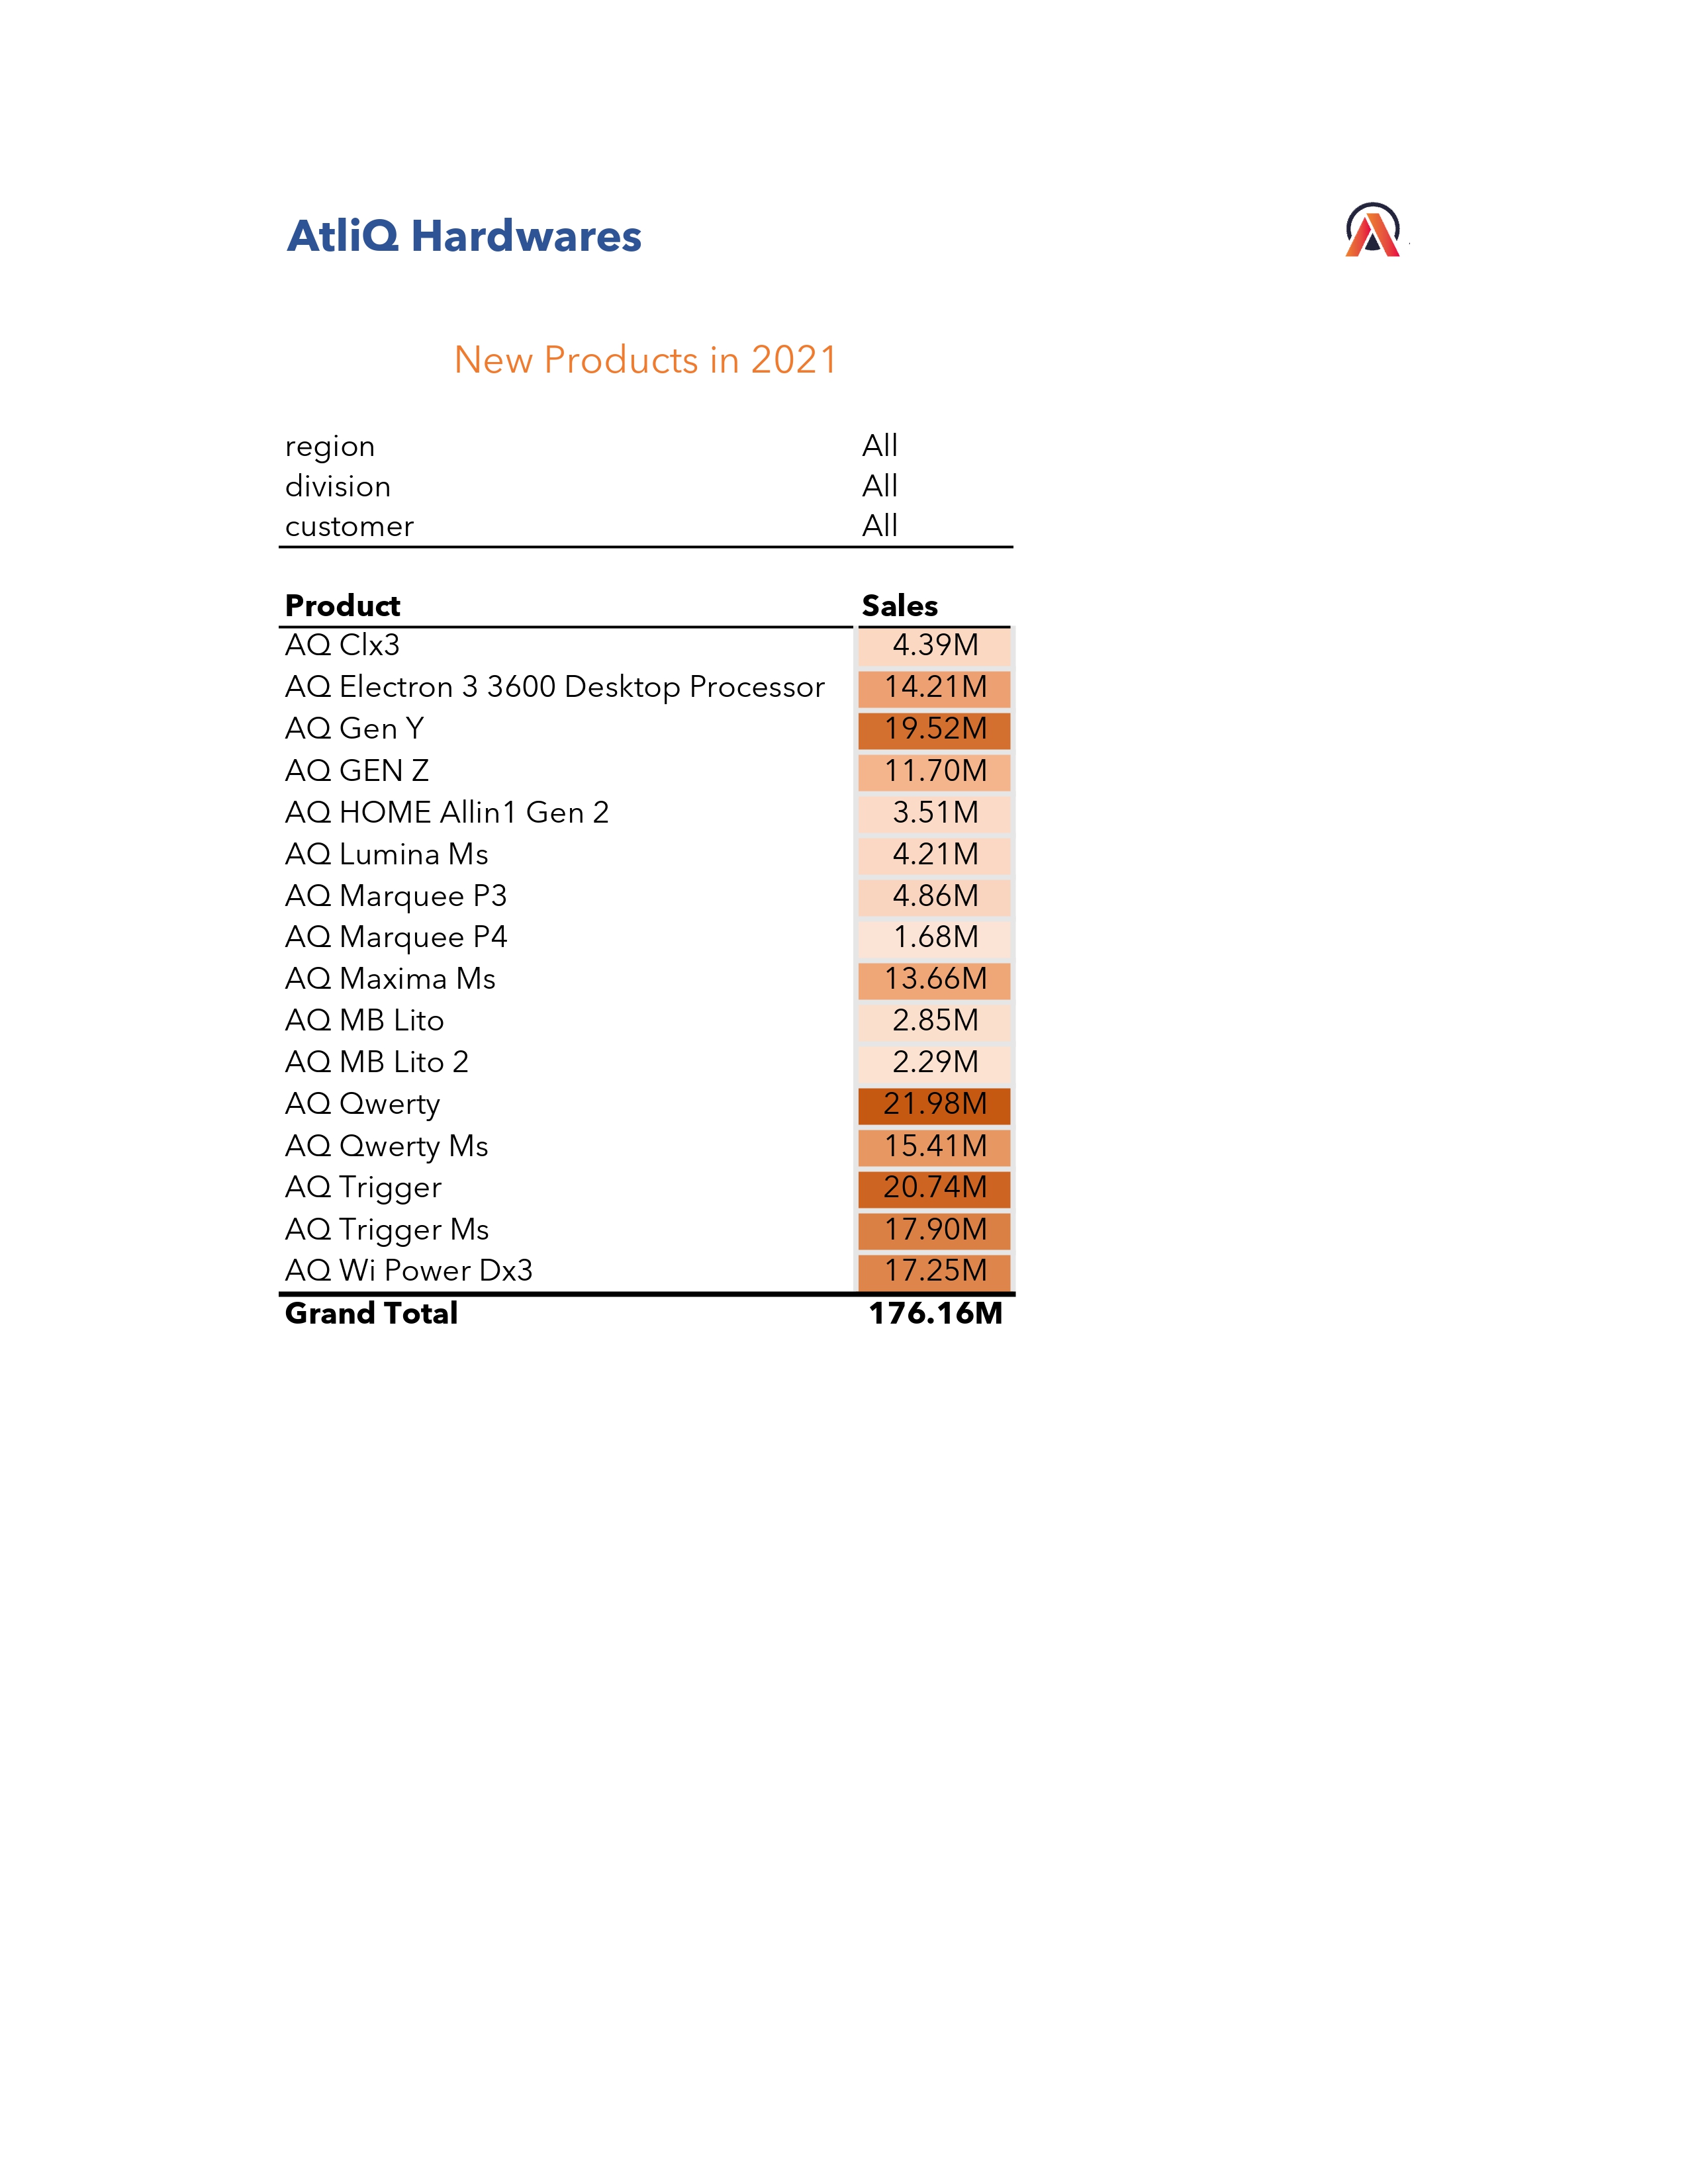 AtliQ Hardwares
New Products in 2021
region All
division All
customer All
Product Sales
AQ Clx3 4.39M
AQ Electron 3 3600 Desktop Processor 14.21M
AQ Gen Y 19.52M
AQ GEN Z 11.70M
AQ HOME Allin1 Gen 2 3.51M
AQ Lumina Ms 4.21M
AQ Marquee P3 4.86M
AQ Marquee P4 1.68M
AQ Maxima Ms 13.66M
AQ MB Lito 2.85M
AQ MB Lito 2 2.29M
AQ Qwerty 21.98M
AQ Qwerty Ms 15.41M
AQ Trigger 20.74M
AQ Trigger Ms 17.90M
AQ Wi Power Dx3 17.25M
Grand Total 176.16M